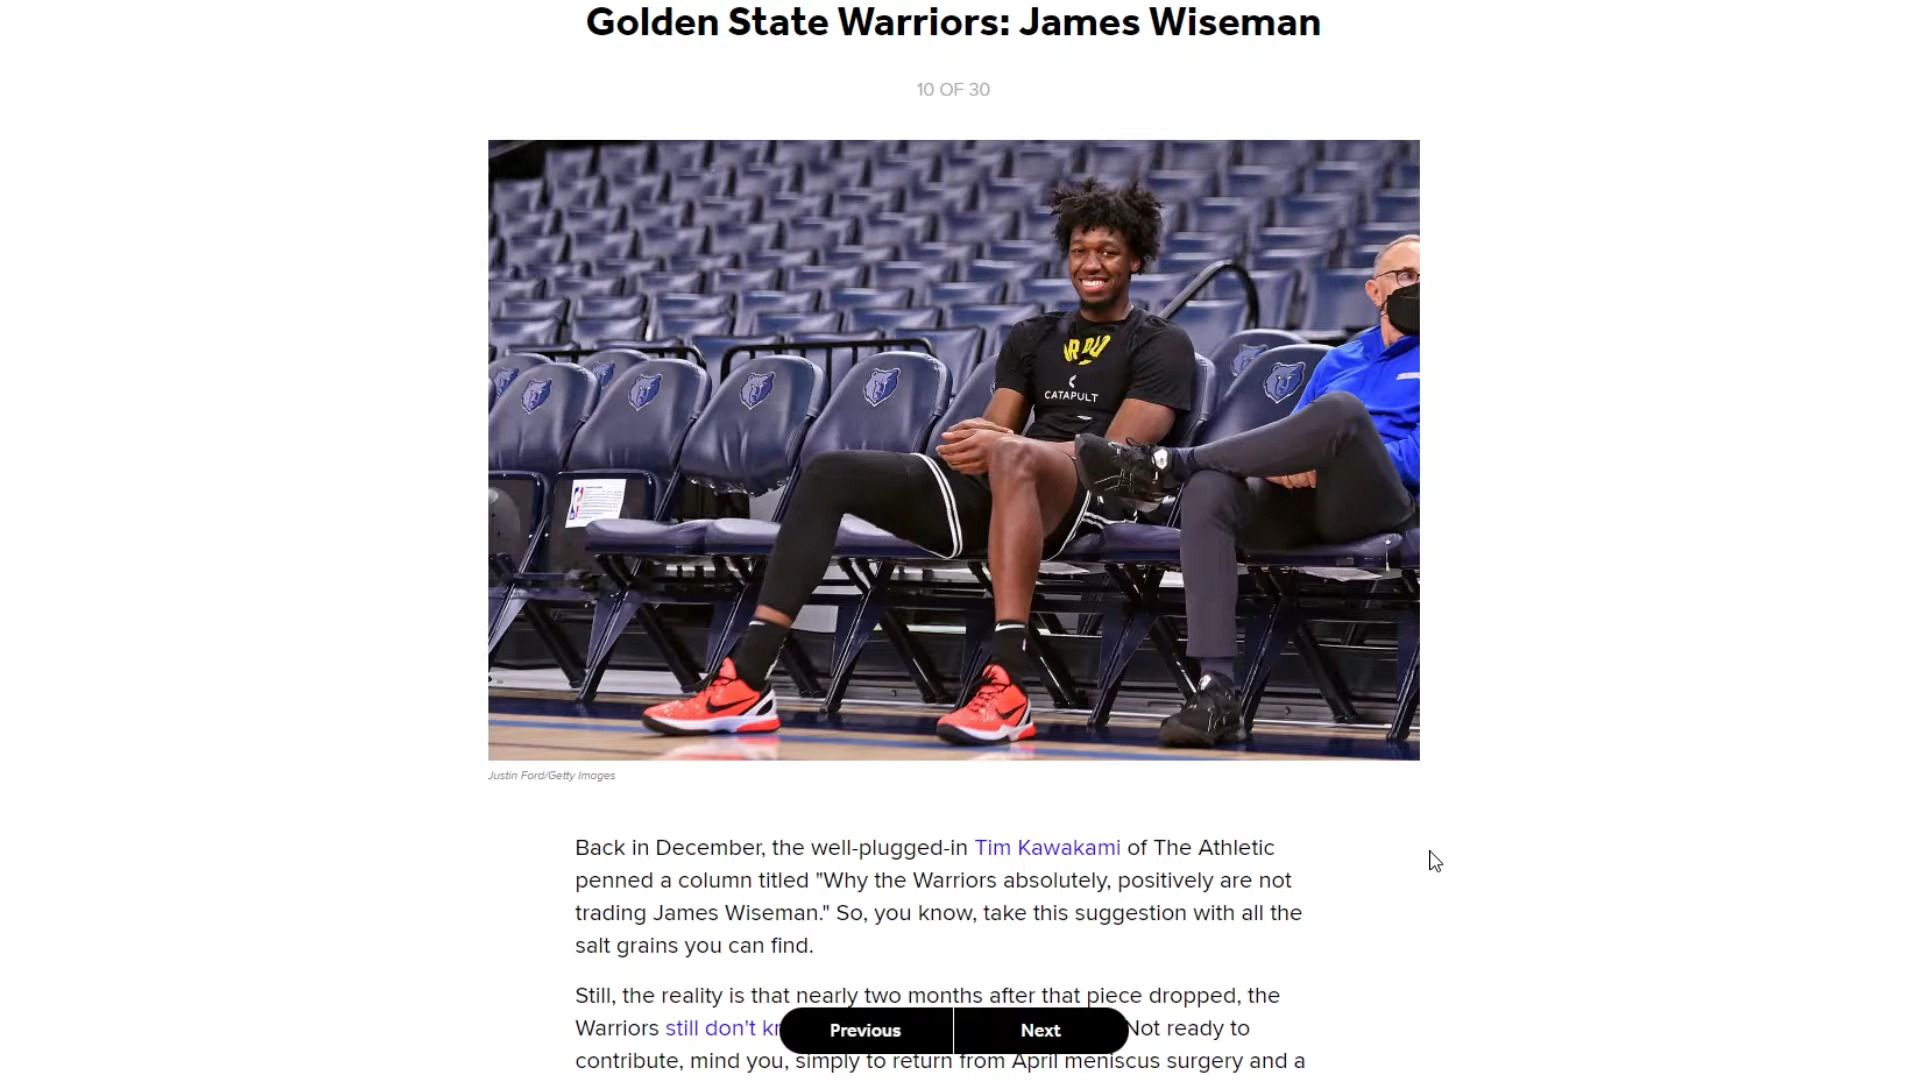 Golden State Warriors: James Wiseman
10 OF 30
CATAPULT
Justin Ford/Getty Images
Back in December, the well-plugged-in Tim Kawakami of The Athletic
penned a column titled "Why the Warriors absolutely, positively are not
trading James Wiseman." So, you know, take this suggestion with all the
salt grains you can find.
Still, the reality is that nearly two months after that piece dropped, the
Warriors still don't Not ready to
Previous Next
contribute, mind you, simply to return from April meniscus surgery and a